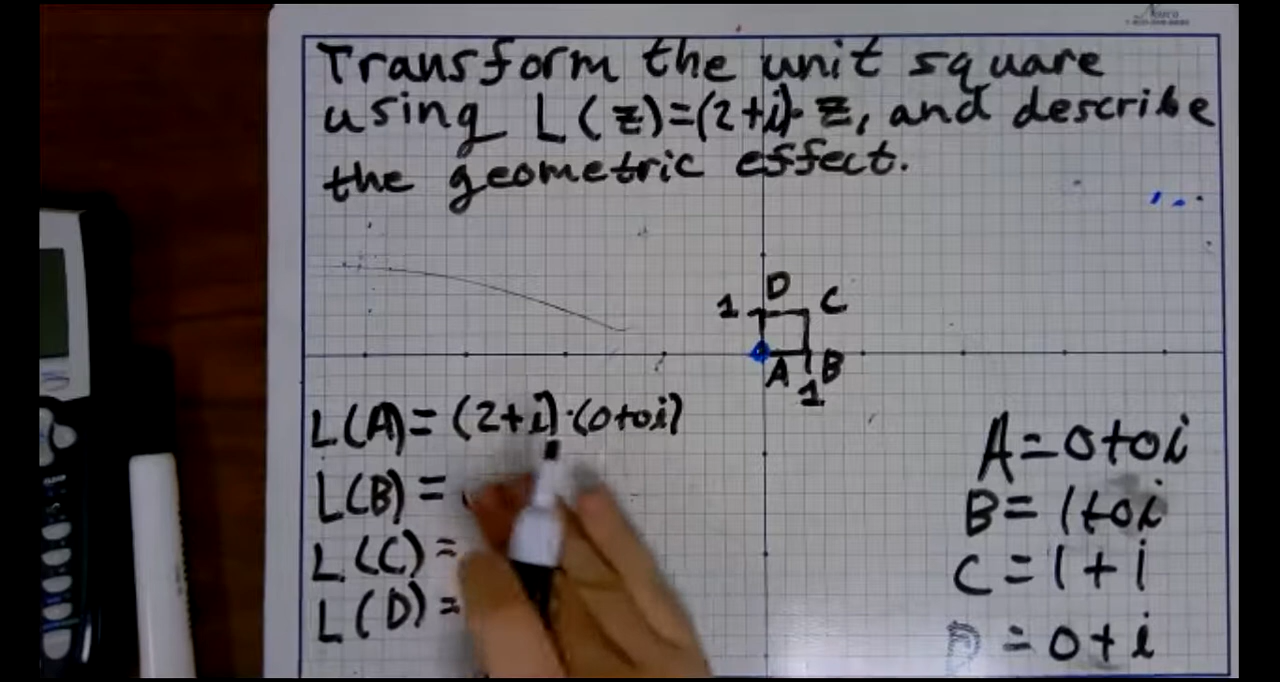 Transform the unit square
using L(z)=(2+i)·z, and describe
the geometric effect.
D
1
C
A
B
1
L(A)=(2+i)·(0+0i)
L(B)=
L(C)=
L(D)=
A=0+0i
B=1+0i
C=1+i
D=0+i